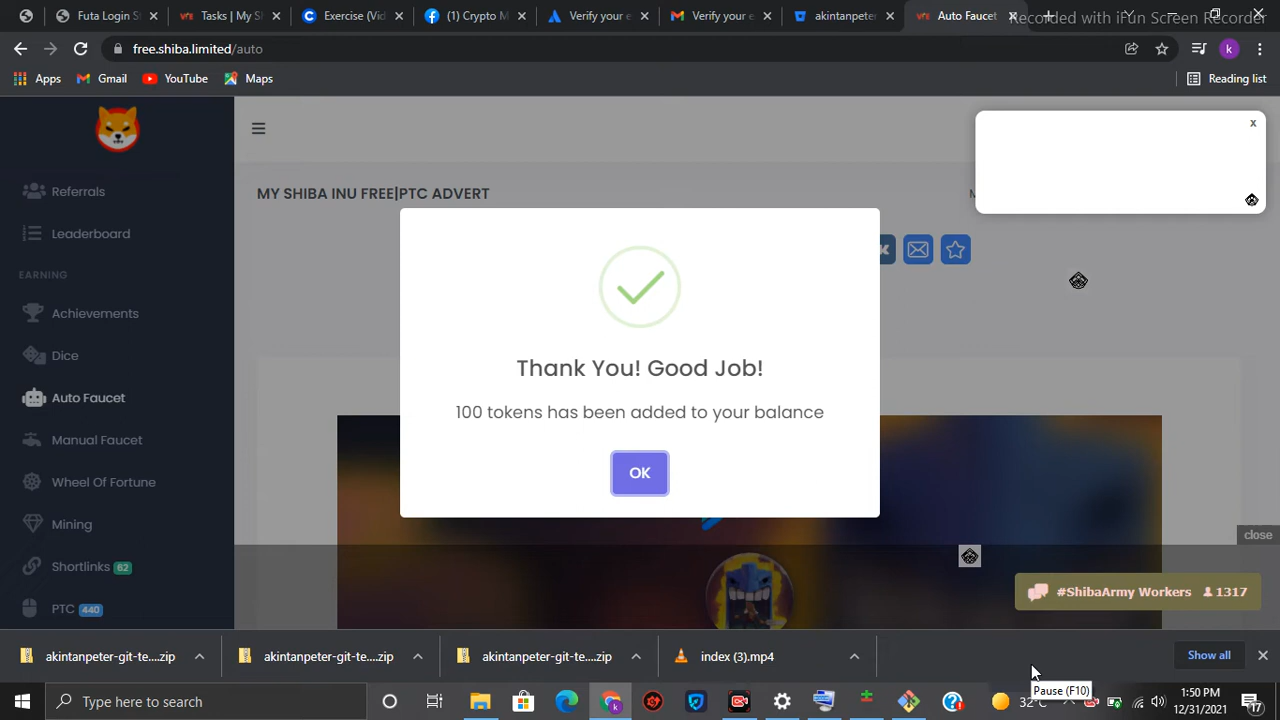 Futa Login S
Tasks | My S
Exercise (Vid
(1) Crypto M
Verify your e
Verify your e
akintanpeter
Auto Faucet
Recorded with iFun Screen Recorder
free.shiba.limited/auto
k
Apps
Gmail
YouTube
Maps
Reading list
Referrals
Leaderboard
EARNING
Achievements
Dice
Auto Faucet
Manual Faucet
Wheel Of Fortune
Mining
Shortlinks 62
PTC 440
MY SHIBA INU FREE|PTC ADVERT
x
Thank You! Good Job!
100 tokens has been added to your balance
OK
close
#ShibaArmy Workers 1317
akintanpeter-git-te....zip
akintanpeter-git-te....zip
akintanpeter-git-te....zip
index (3).mp4
Show all
Pause (F10)
Type here to search
32°C
1:50 PM
12/31/2021
17